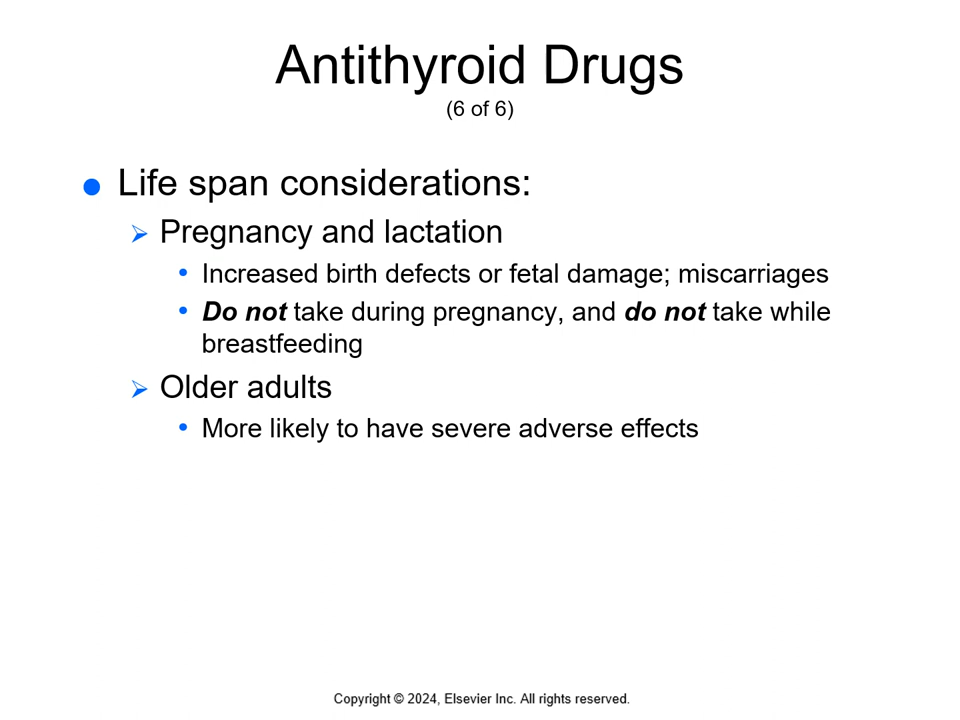 Antithyroid Drugs
(6 of 6)
Life span considerations:
Pregnancy and lactation
Increased birth defects or fetal damage; miscarriages
Do not take during pregnancy, and do not take while
breastfeeding
Older adults
More likely to have severe adverse effects
Copyright © 2024, Elsevier Inc. All rights reserved.